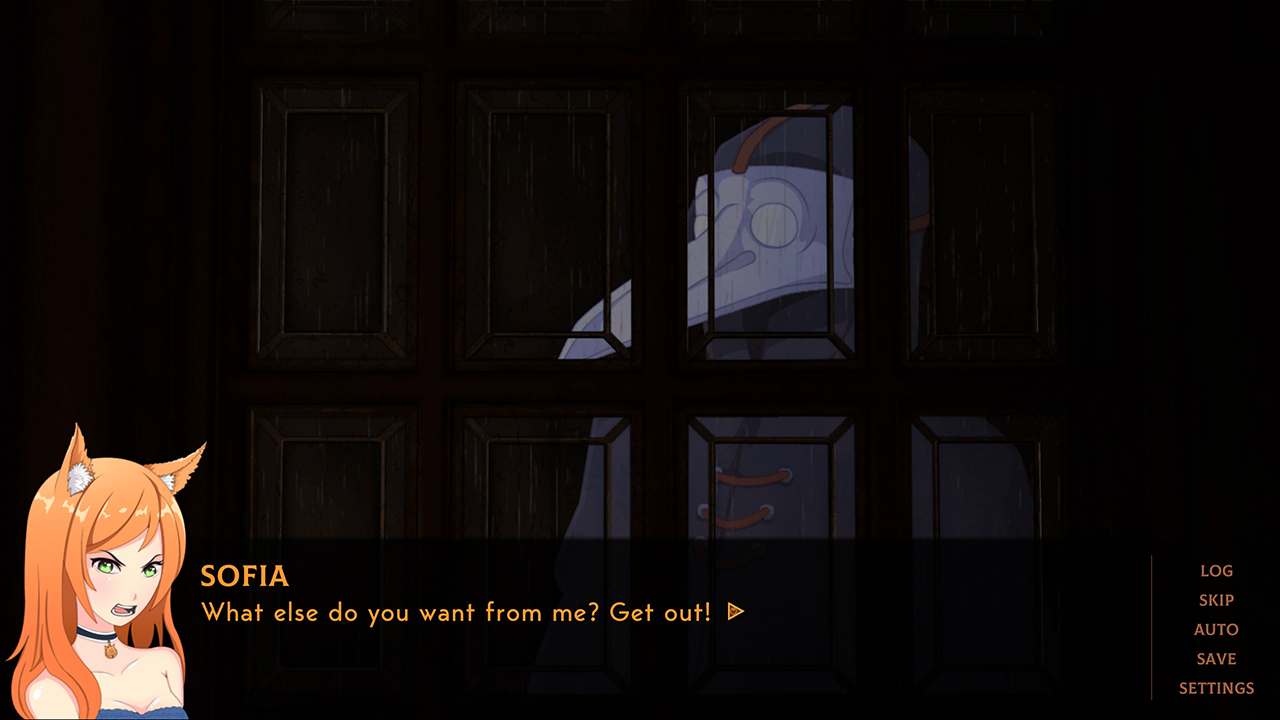 SOFIA
What else do you want from me? Get out!
LOG
SKIP
AUTO
SAVE
SETTINGS